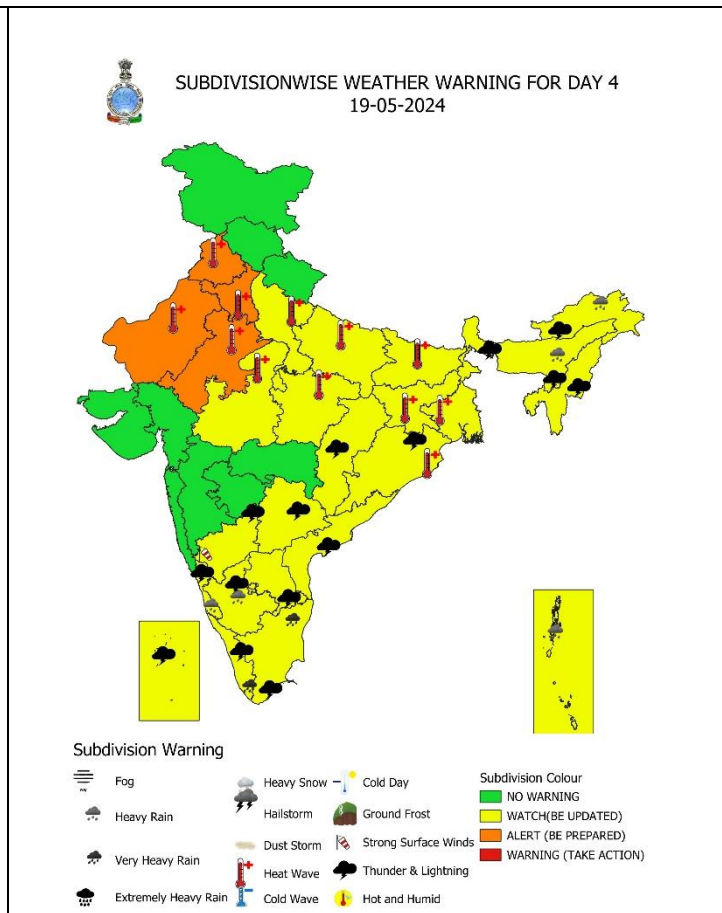 SUBDIVISIONWISE WEATHER WARNING FOR DAY 4
19-05-2024
Subdivision Warning
Fog
Heavy Rain
Very Heavy Rain
Extremely Heavy Rain
Heavy Snow
Hailstorm
Dust Storm
Heat Wave
Cold Wave
Cold Day
Ground Frost
Strong Surface Winds
Thunder & Lightning
Hot and Humid
Subdivision Colour
NO WARNING
WATCH(BE UPDATED)
ALERT (BE PREPARED)
WARNING (TAKE ACTION)